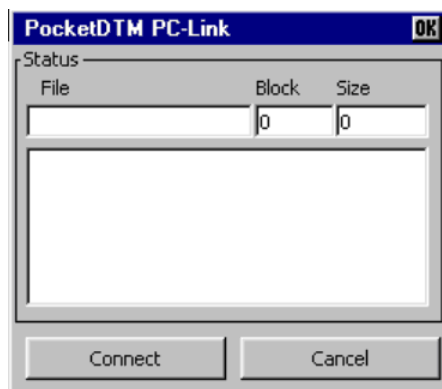 PocketDTM PC-Link OK
Status
File Block Size
0 0
Connect Cancel